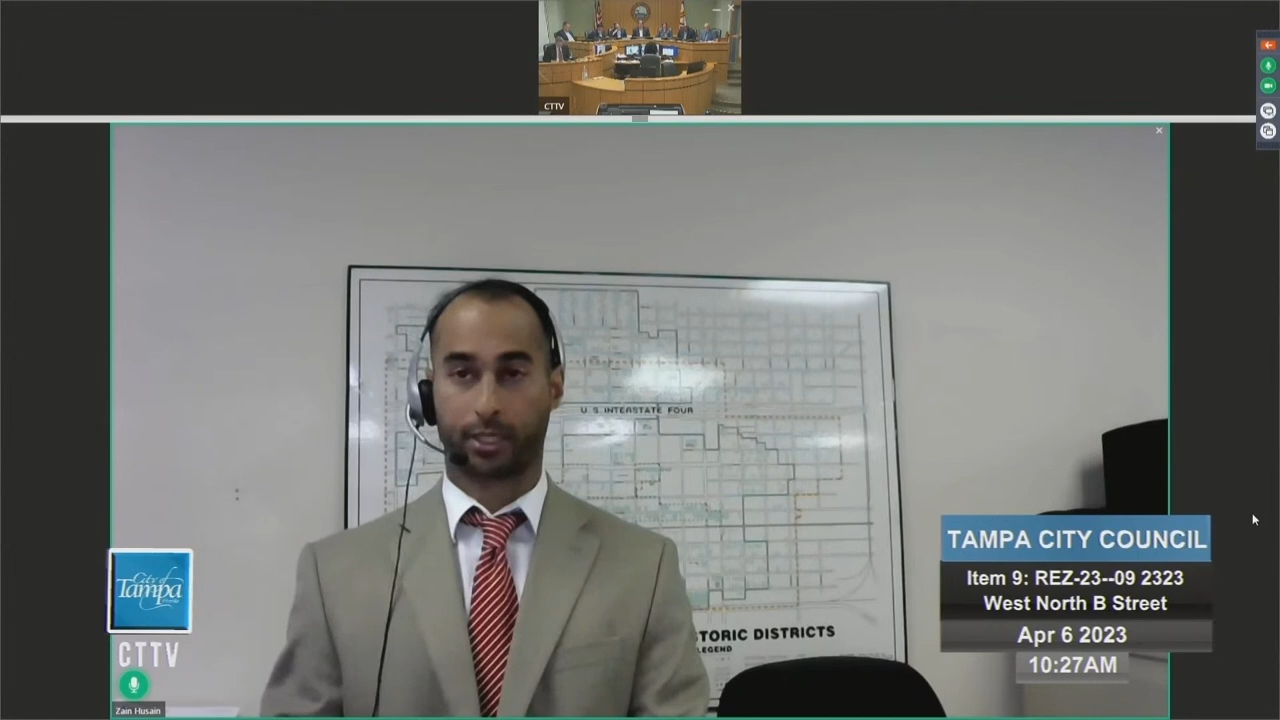 CTTV
U.S. INTERSTATE FOUR
TAMPA CITY COUNCIL
Item 9: REZ-23--09 2323
West North B Street
Apr 6 2023
10:27AM
City of
Tampa
CTTV
Zain Husain
TORIC DISTRICTS
LEGEND